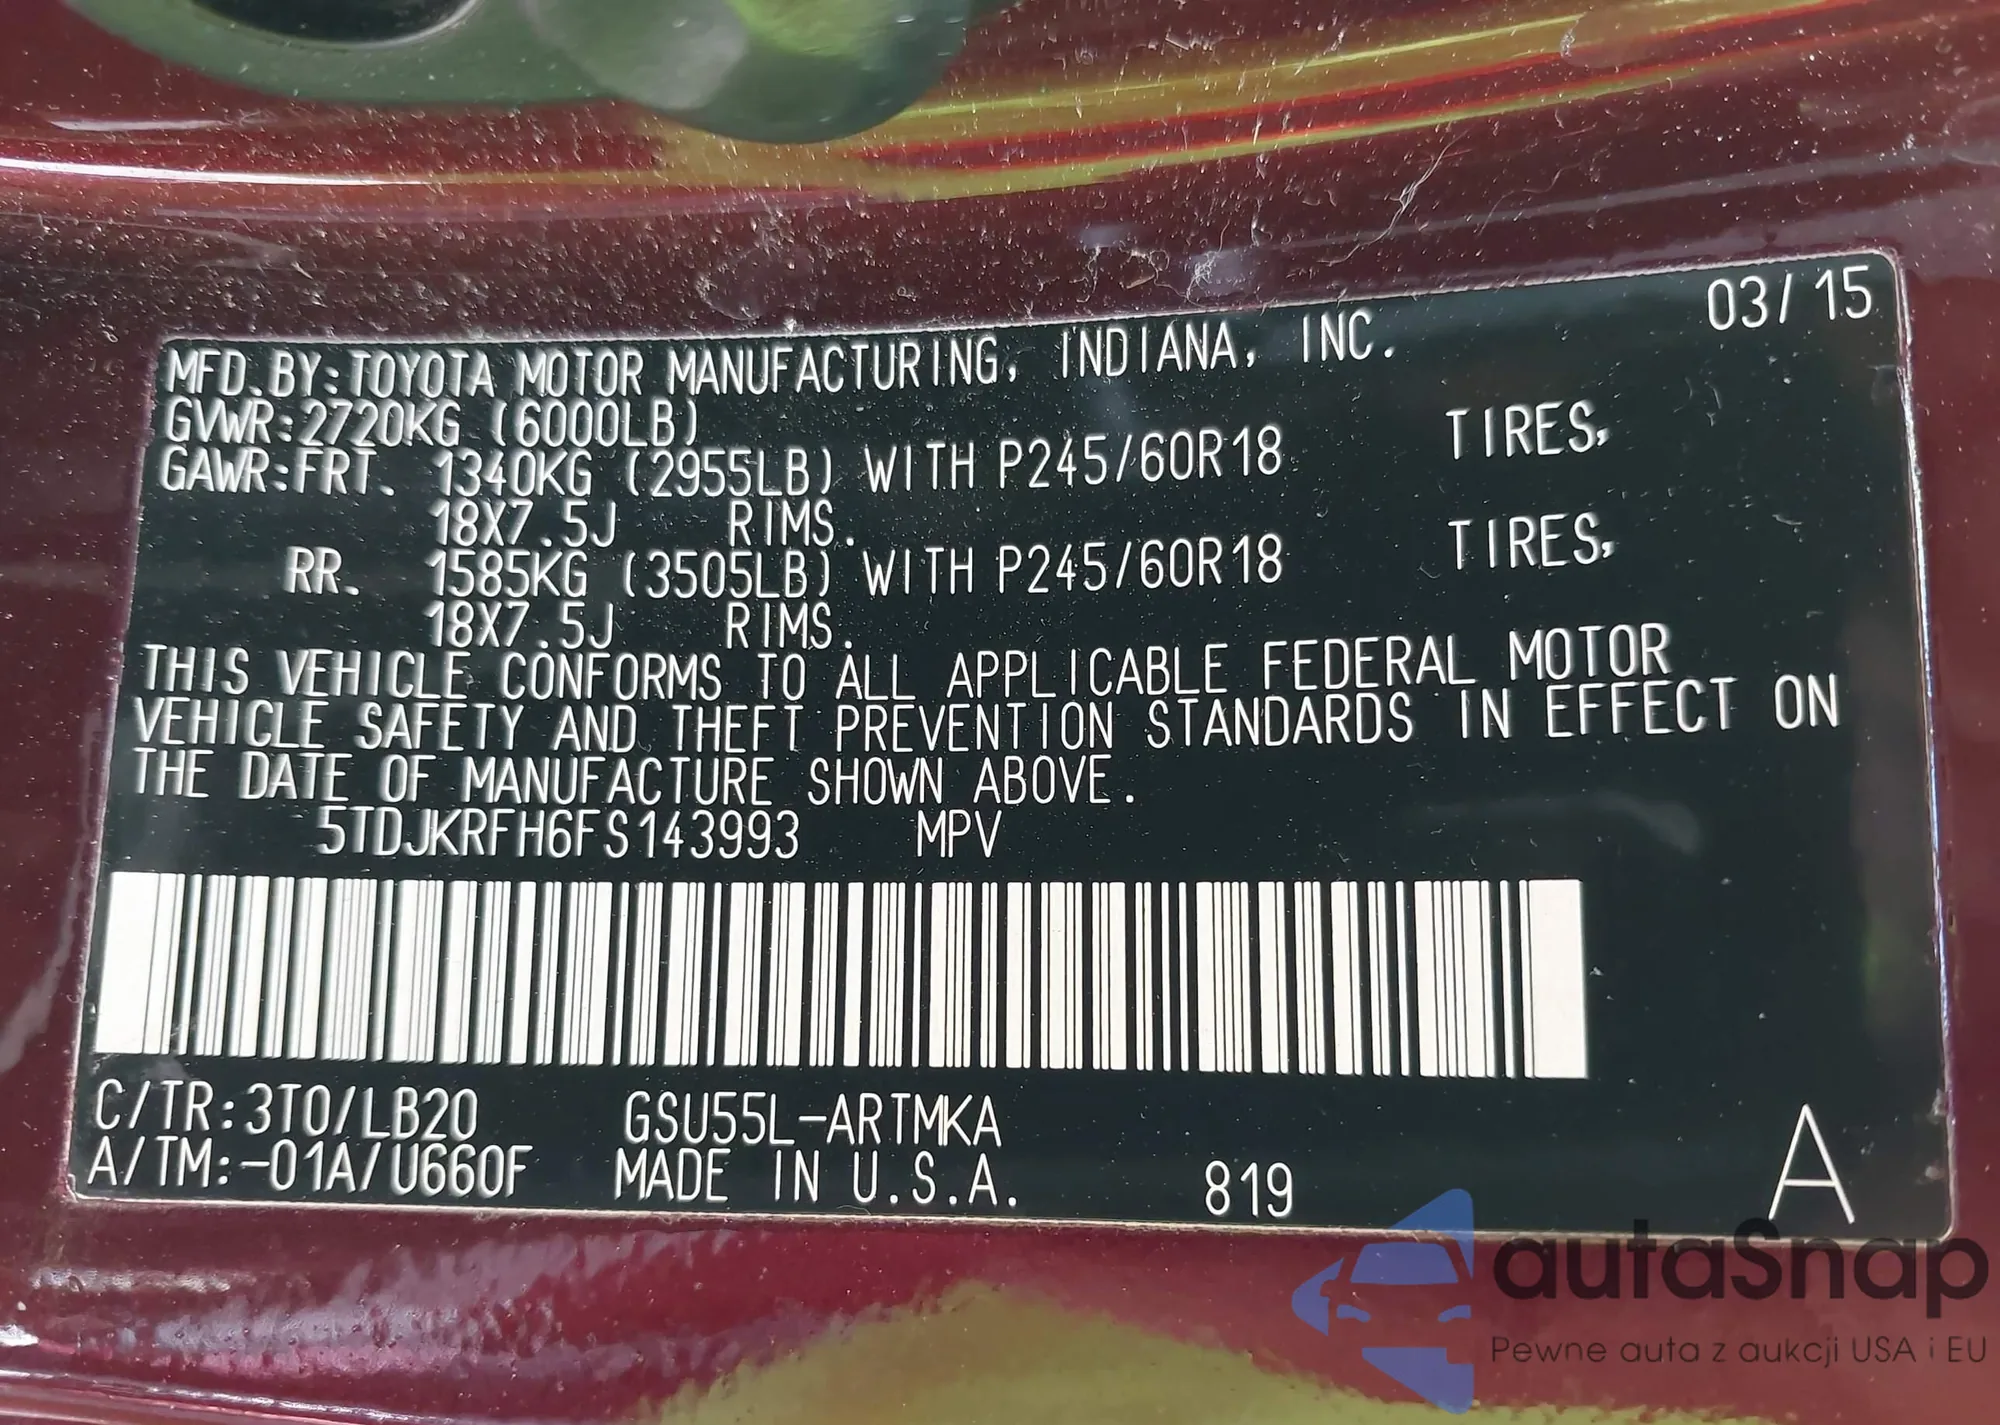 03/15
MFD.BY:TOYOTA MOTOR MANUFACTURING, INDIANA, INC.
GVWR:2720KG (6000LB)
GAWR:FRT. 1340KG (2955LB) WITH P245/60R18 TIRES,
18X7.5J RIMS.
RR. 1585KG (3505LB) WITH P245/60R18 TIRES,
18X7.5J RIMS.
THIS VEHICLE CONFORMS TO ALL APPLICABLE FEDERAL MOTOR
VEHICLE SAFETY AND THEFT PREVENTION STANDARDS IN EFFECT ON
THE DATE OF MANUFACTURE SHOWN ABOVE.
5TDJKRFH6FS143993 MPV
C/TR:3T0/LB20 GSU55L-ARTMKA
A/TM:-01A/U660F MADE IN U.S.A. 819 A
autaSnap
Pewne auta z aukcji USA i EU